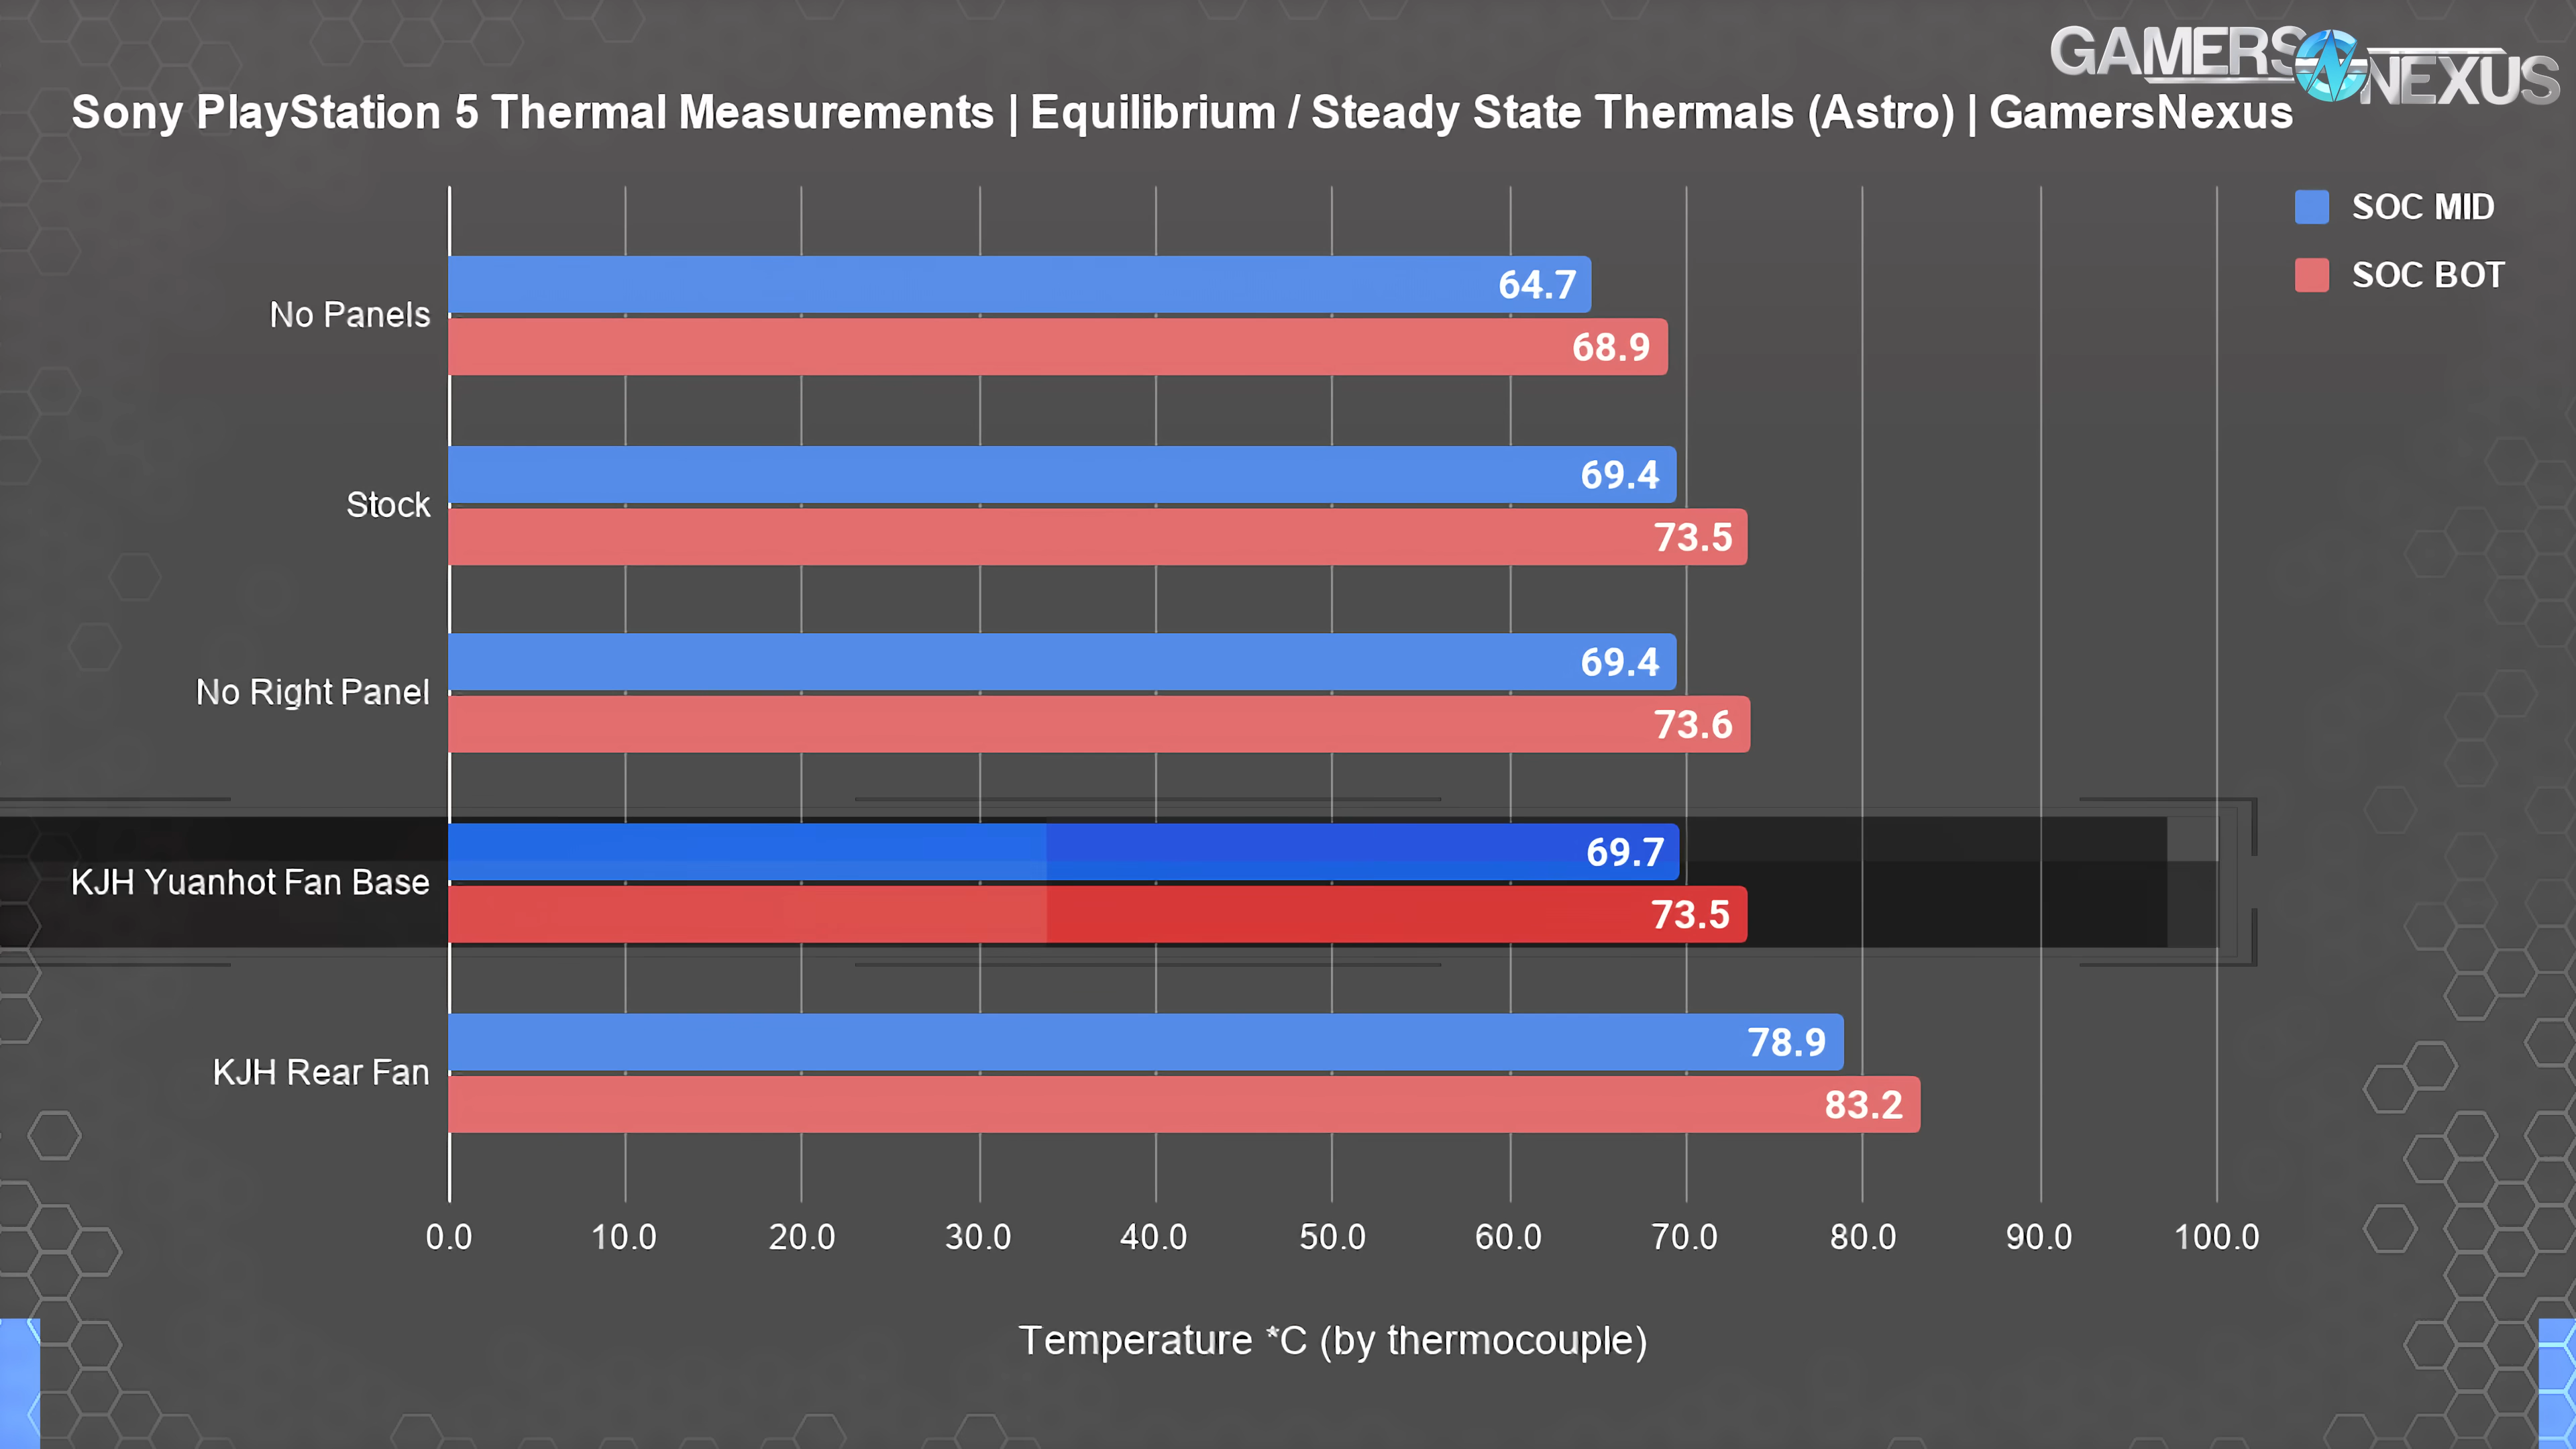 GAMERS NEXUS
Sony PlayStation 5 Thermal Measurements | Equilibrium / Steady State Thermals (Astro) | GamersNexus
SOC MID
SOC BOT
No Panels
64.7
68.9
Stock
69.4
73.5
No Right Panel
69.4
73.6
KJH Yuanhot Fan Base
69.7
73.5
KJH Rear Fan
78.9
83.2
0.0 10.0 20.0 30.0 40.0 50.0 60.0 70.0 80.0 90.0 100.0
Temperature *C (by thermocouple)